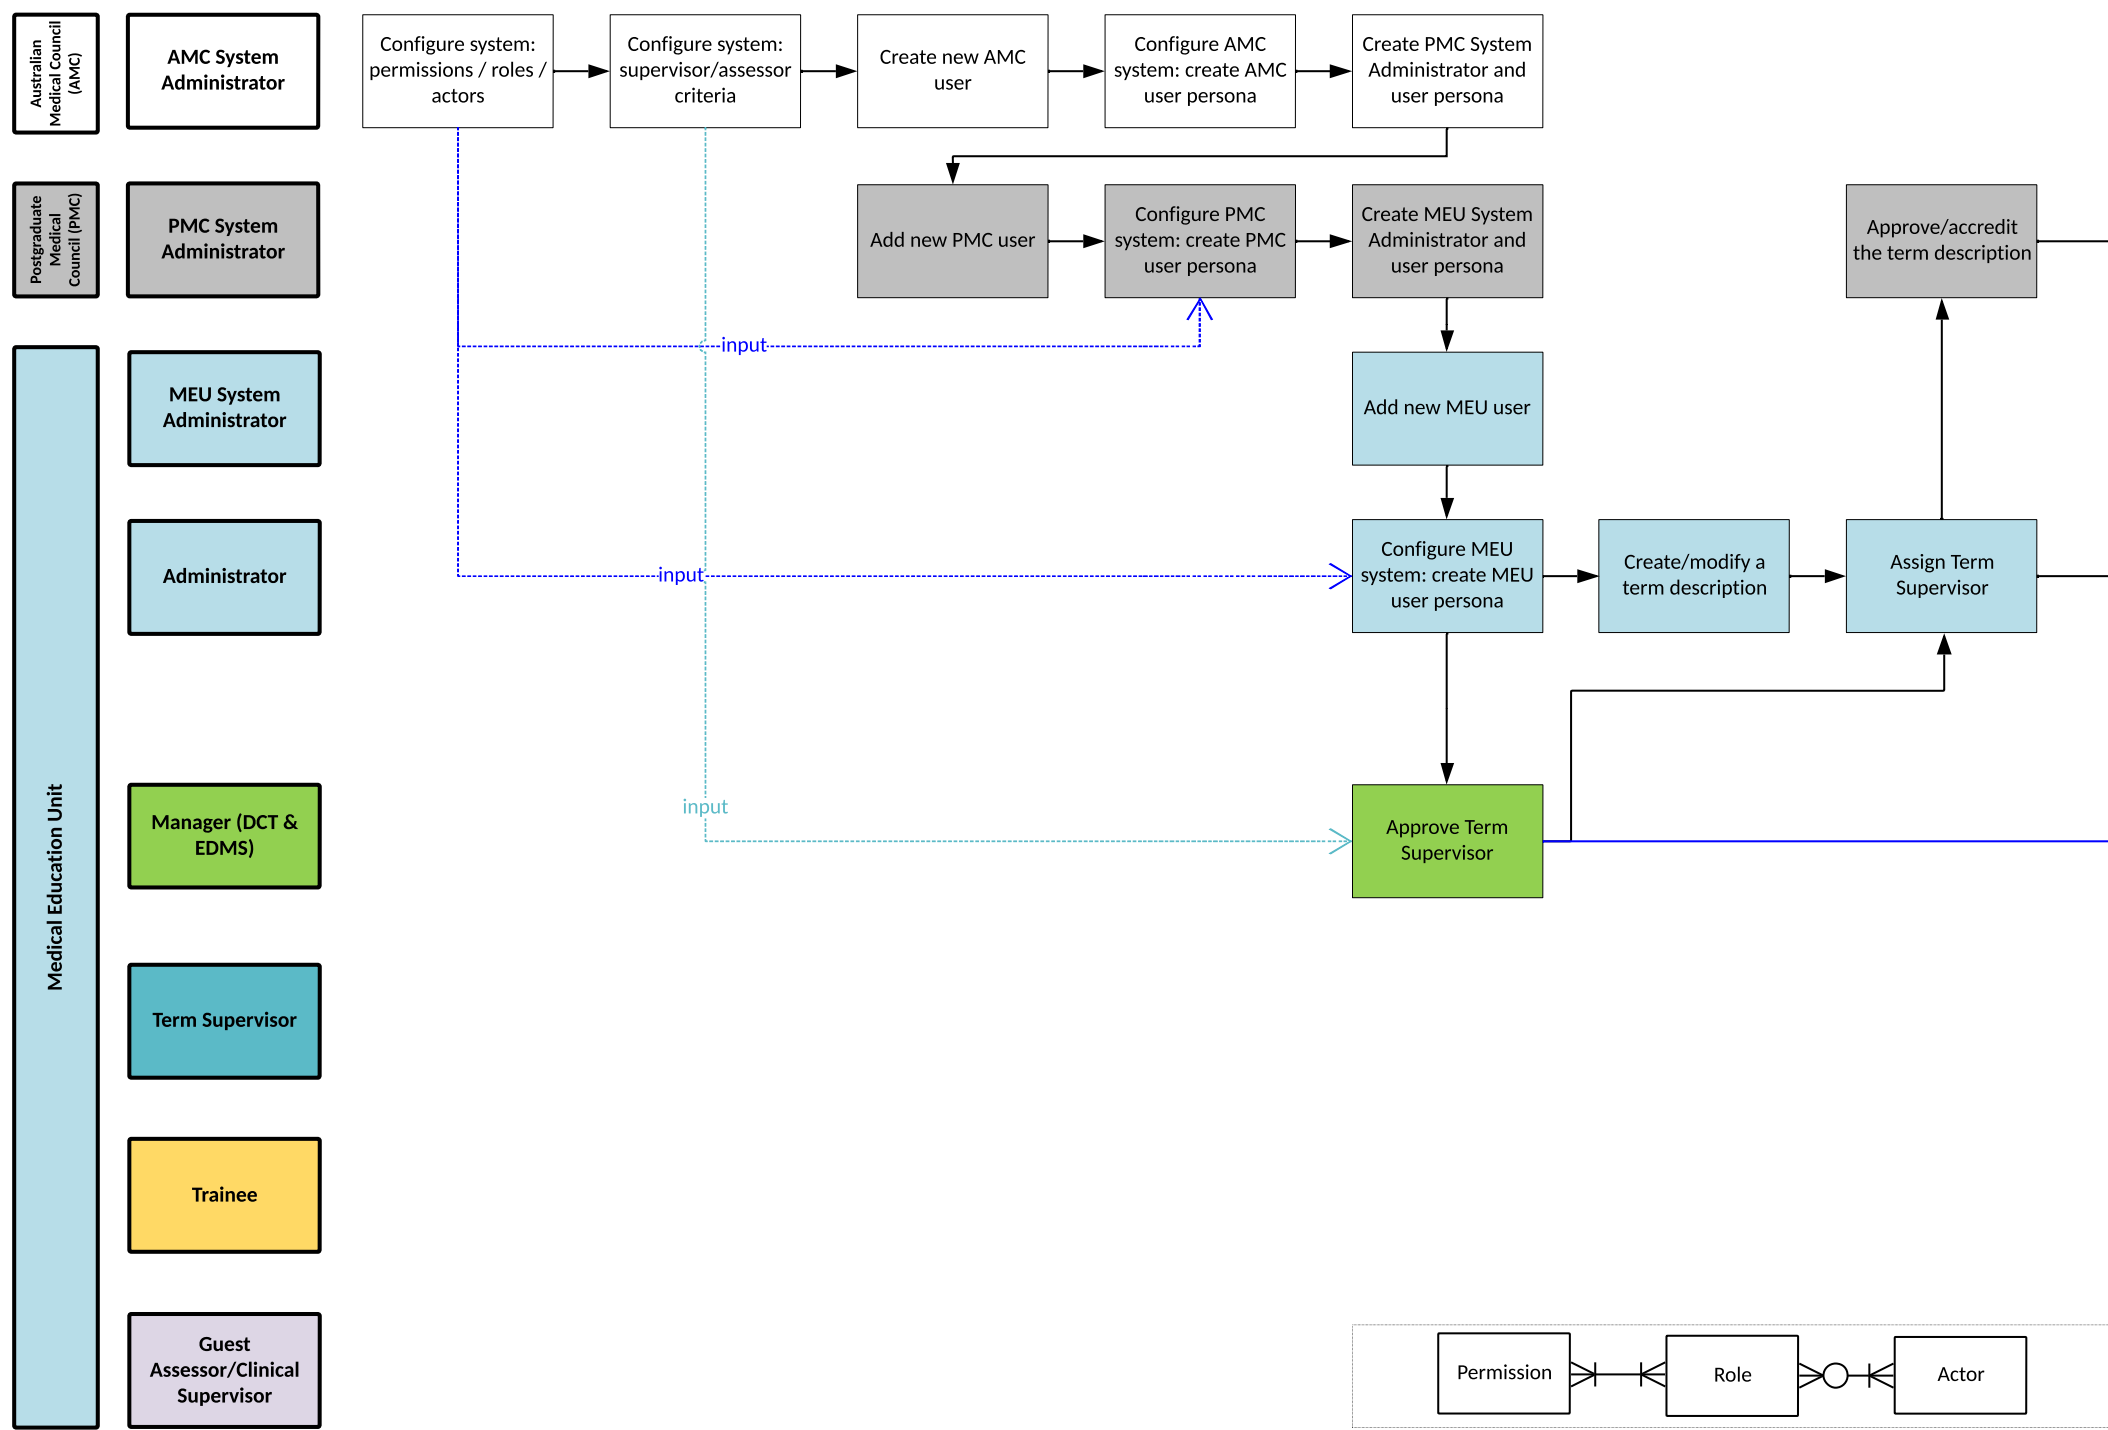 Australian
Medical Council
(AMC)
AMC System
Administrator
Configure system:
permissions / roles /
actors
Configure system:
supervisor/assessor
criteria
Create new AMC
user
Configure AMC
system: create AMC
user persona
Create PMC System
Administrator and
user persona
Postgraduate
Medical
Council (PMC)
PMC System
Administrator
Add new PMC user
Configure PMC
system: create PMC
user persona
Create MEU System
Administrator and
user persona
Approve/accredit
the term description
input
Medical Education Unit
MEU System
Administrator
Add new MEU user
Administrator
input
Configure MEU
system: create MEU
user persona
Create/modify a
term description
Assign Term
Supervisor
Manager (DCT &
EDMS)
input
Approve Term
Supervisor
Term Supervisor
Trainee
Guest
Assessor/Clinical
Supervisor
Permission
Role
Actor